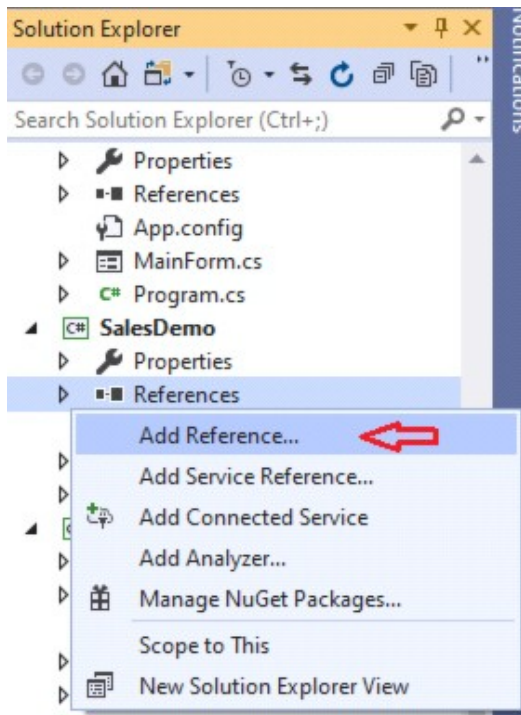 Solution Explorer
Notifications
Search Solution Explorer (Ctrl+;)
Properties
References
App.config
MainForm.cs
C# Program.cs
C# SalesDemo
Properties
References
Add Reference...
Add Service Reference...
Add Connected Service
Add Analyzer...
Manage NuGet Packages...
Scope to This
New Solution Explorer View